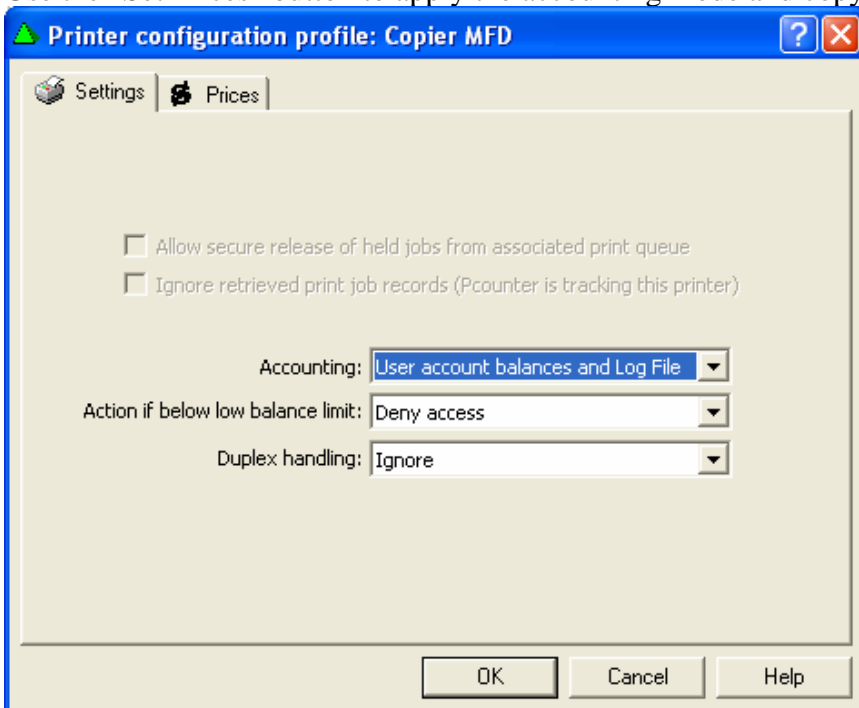 Printer configuration profile: Copier MFD
Settings
Prices
Allow secure release of held jobs from associated print queue
Ignore retrieved print job records (Pcounter is tracking this printer)
Accounting: User account balances and Log File
Action if below low balance limit: Deny access
Duplex handling: Ignore
OK Cancel Help